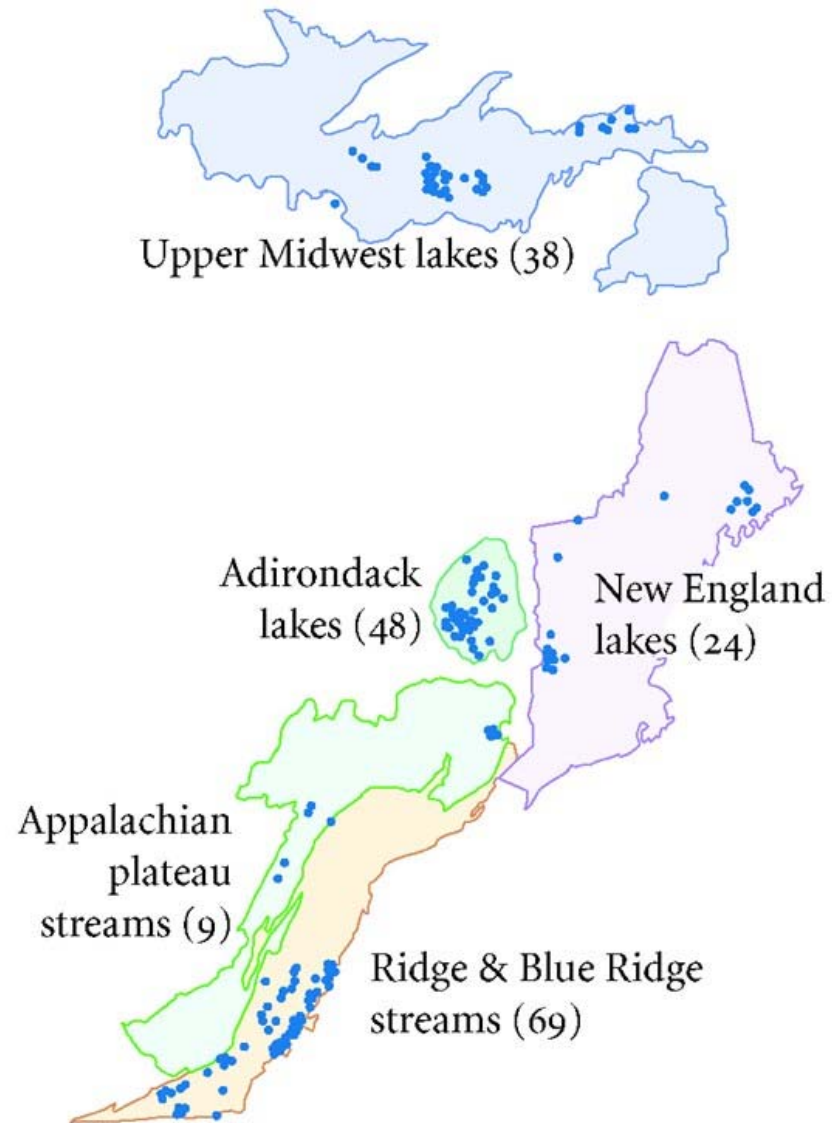 Upper Midwest lakes (38)
Adirondack
lakes (48)
New England
lakes (24)
Appalachian
plateau
streams (9)
Ridge & Blue Ridge
streams (69)